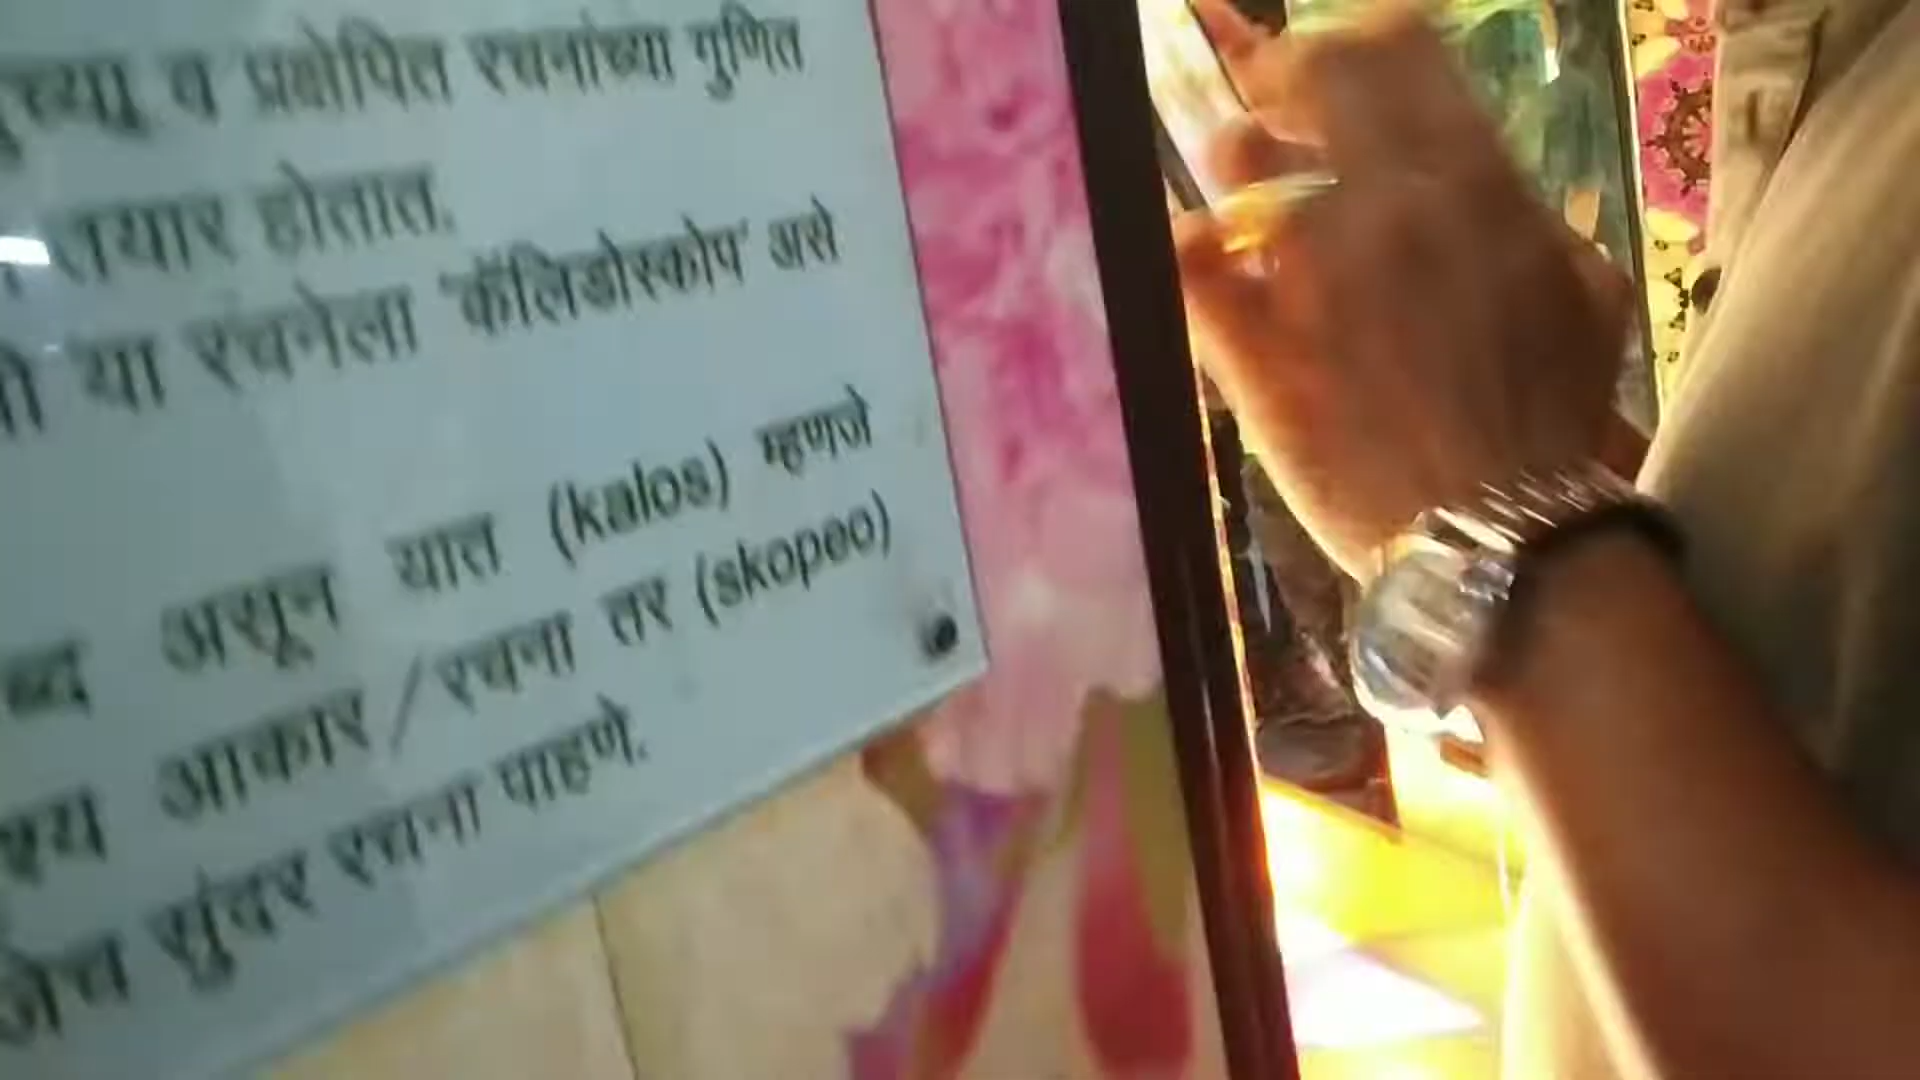 व प्रक्षेपित रचनांच्या गुणित
तयार होतात.
या रचनेला 'कॅलिडोस्कोप' असे
असून यात (kalos) म्हणजे
आकार/रचना तर (skopeo)
सुंदर रचना पाहणे.